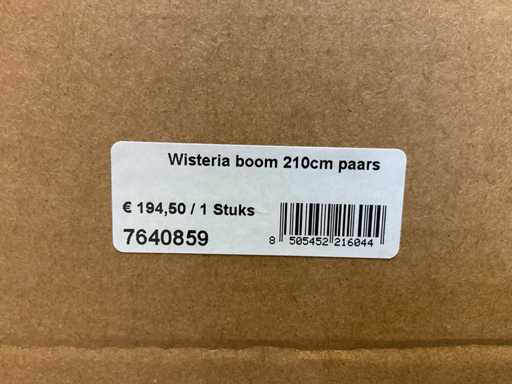 Wisteria boom 210cm paars
€ 194,50 / 1 Stuks
7640859
8 505452 216044